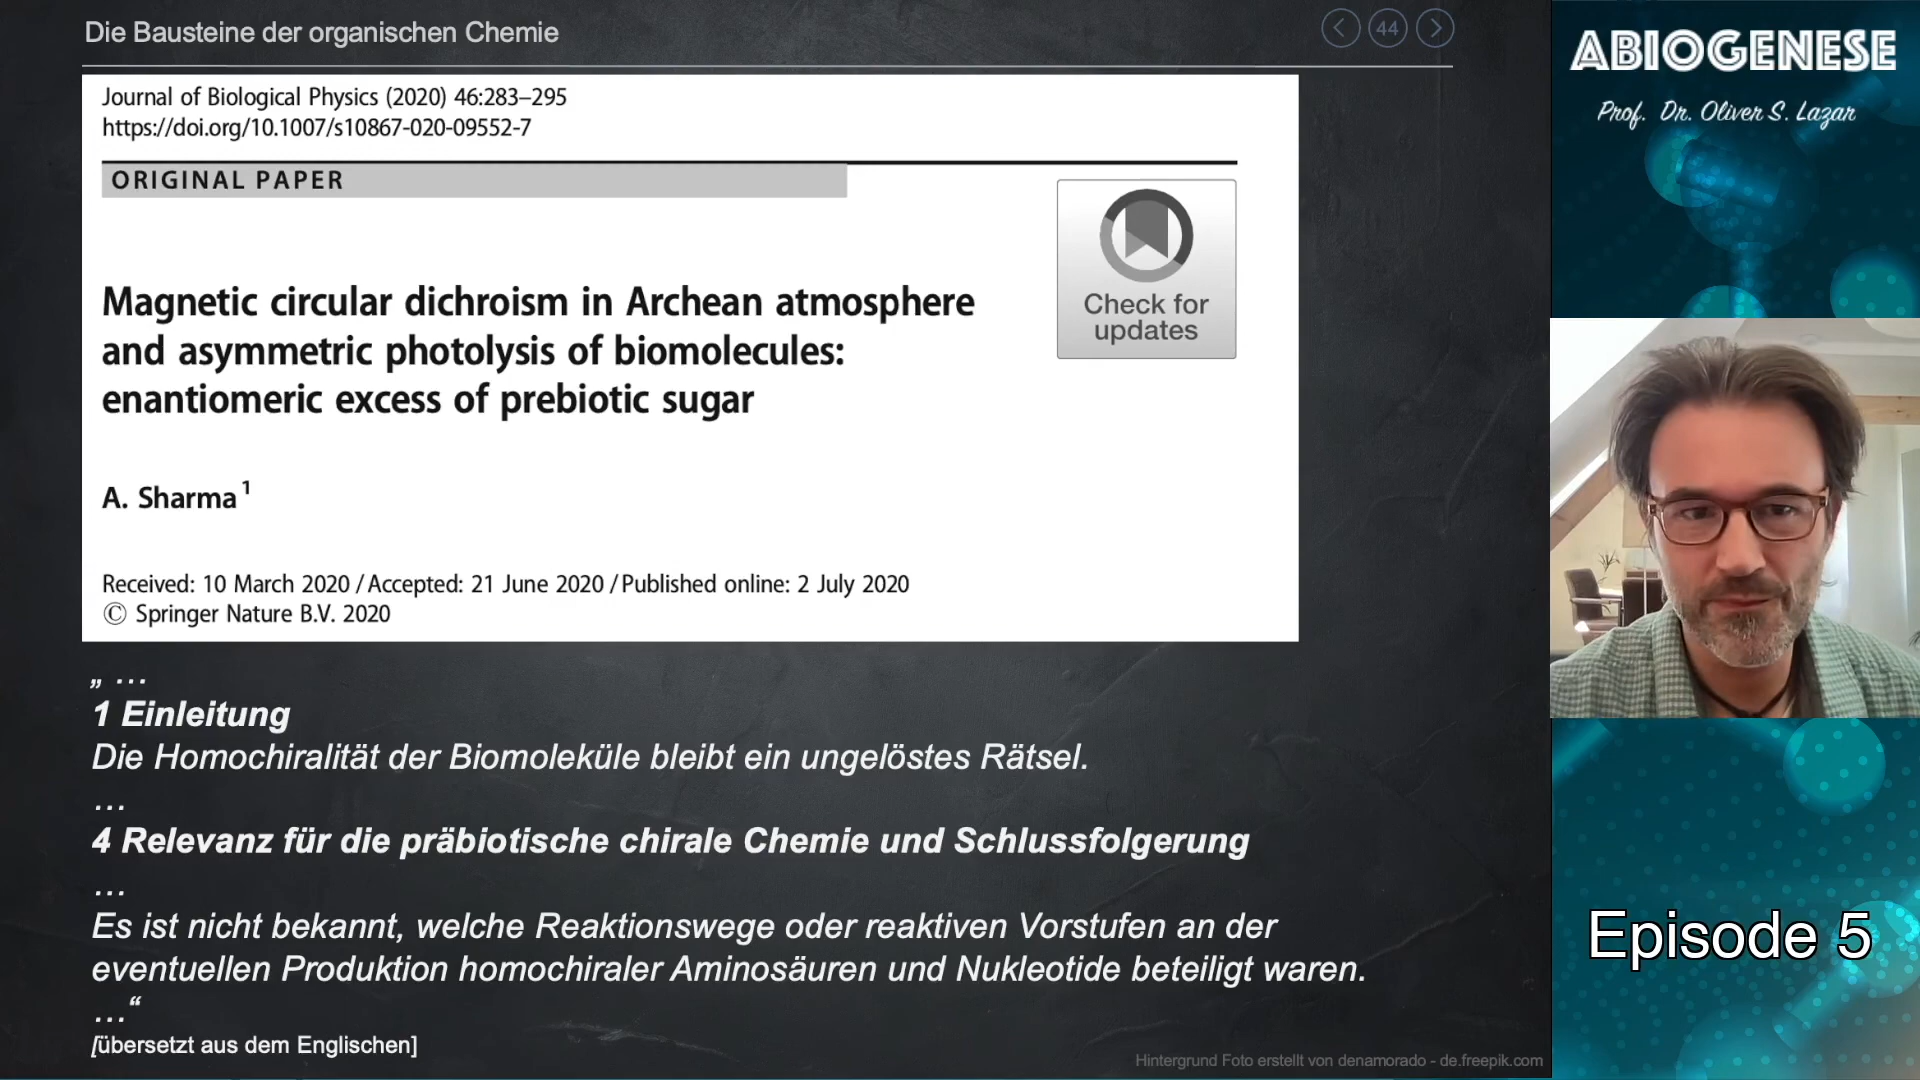 Die Bausteine der organischen Chemie
44
Journal of Biological Physics (2020) 46:283–295
https://doi.org/10.1007/s10867-020-09552-7
ORIGINAL PAPER
Check for
updates
Magnetic circular dichroism in Archean atmosphere
and asymmetric photolysis of biomolecules:
enantiomeric excess of prebiotic sugar
A. Sharma¹
Received: 10 March 2020 / Accepted: 21 June 2020 / Published online: 2 July 2020
© Springer Nature B.V. 2020
„ …
1 Einleitung
Die Homochiralität der Biomoleküle bleibt ein ungelöstes Rätsel.
…
4 Relevanz für die präbiotische chirale Chemie und Schlussfolgerung
…
Es ist nicht bekannt, welche Reaktionswege oder reaktiven Vorstufen an der
eventuellen Produktion homochiraler Aminosäuren und Nukleotide beteiligt waren.
…“
[übersetzt aus dem Englischen]
Hintergrund Foto erstellt von denamorado - de.freepik.com
ABIOGENESE
Prof. Dr. Oliver S. Lazar
Episode 5